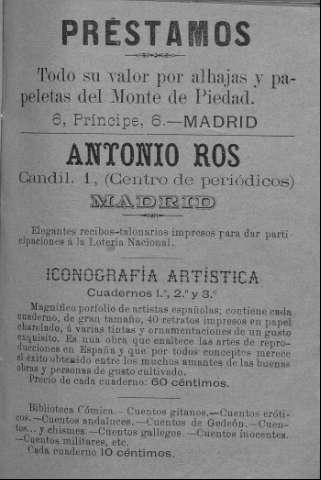 PRÉSTAMOS
Todo su valor por alhajas y pa-
peletas del Monte de Piedad.
6, Príncipe, 6.—MADRID
ANTONIO ROS
Candil. 1, (Centro de periódicos)
MADRID
Elegantes recibos-talonarios impresos para dar parti-
cipaciones á la Lotería Nacional.
ICONOGRAFÍA ARTÍSTICA
Cuadernos 1.º, 2.º y 3.º
Magnífico porfolio de artistas españolas; contiene cada
cuaderno, de gran tamaño, 40 retratos impresos en papel
charolado, á varias tintas y ornamentaciones de un gusto
exquisito. Es una obra que enaltece las artes de repro-
ducciones en España y que por todos conceptos merece
el éxito obtenido entre los muchos amantes de las buenas
obras y personas de gusto cultivado.
Precio de cada cuaderno: 60 céntimos.
Biblioteca Cómica.—Cuentos gitanos.—Cuentos eróti-
cos.—Cuentos andaluces.—Cuentos de Gedeón.—Cuen-
tos... y chismes.—Cuentos gallegos.—Cuentos inocentes.
—Cuentos militares, etc.
Cada cuaderno 10 céntimos.